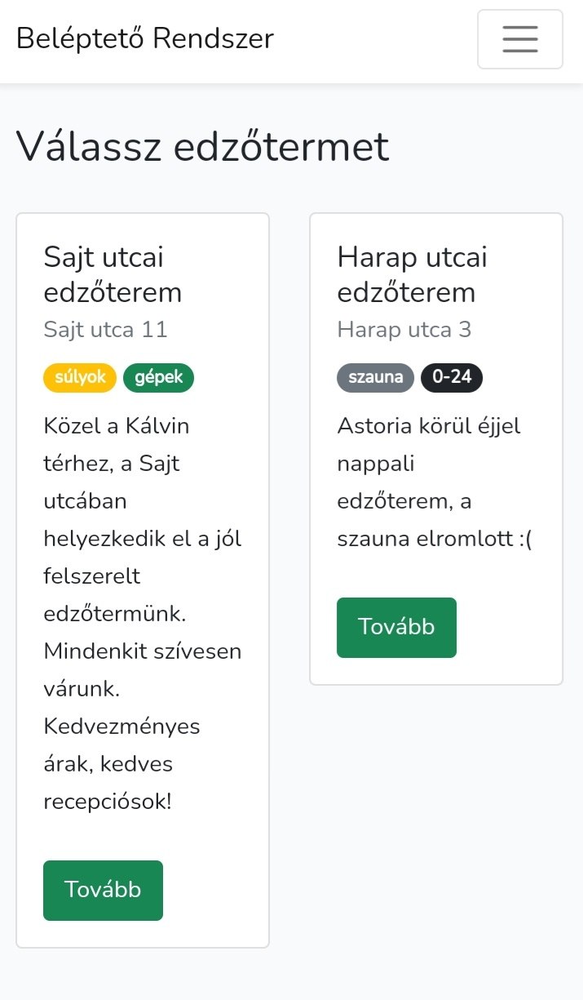 Beléptető Rendszer
Válassz edzőtermet
Sajt utcai
edzőterem
Sajt utca 11
súlyok gépek
Közel a Kálvin
térhez, a Sajt
utcában
helyezkedik el a jól
felszerelt
edzőtermünk.
Mindenkit szívesen
várunk.
Kedvezményes
árak, kedves
recepciósok!
Tovább
Harap utcai
edzőterem
Harap utca 3
szauna 0-24
Astoria körül éjjel
nappali
edzőterem, a
szauna elromlott :(
Tovább